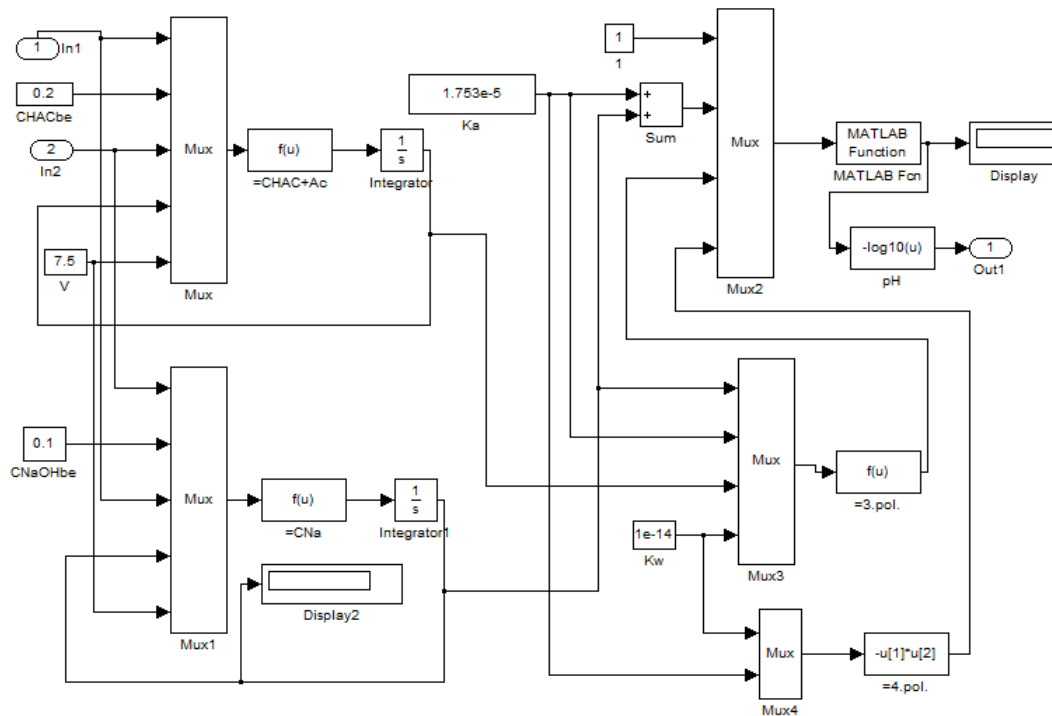 1
In1
0.2
CHACbe
2
In2
7.5
V
Mux
Mux
f(u)
=CHAC+Ac
1
s
Integrator
1.753e-5
Ka
1
1
+
+
Sum
Mux
Mux2
MATLAB
Function
MATLAB Fcn
Display
-log10(u)
pH
1
Out1
0.1
CNaOHbe
Mux
Mux1
f(u)
=CNa
1
s
Integrator1
Display2
Mux
Mux3
f(u)
=3.pol.
1e-14
Kw
Mux
Mux4
-u[1]*u[2]
=4.pol.